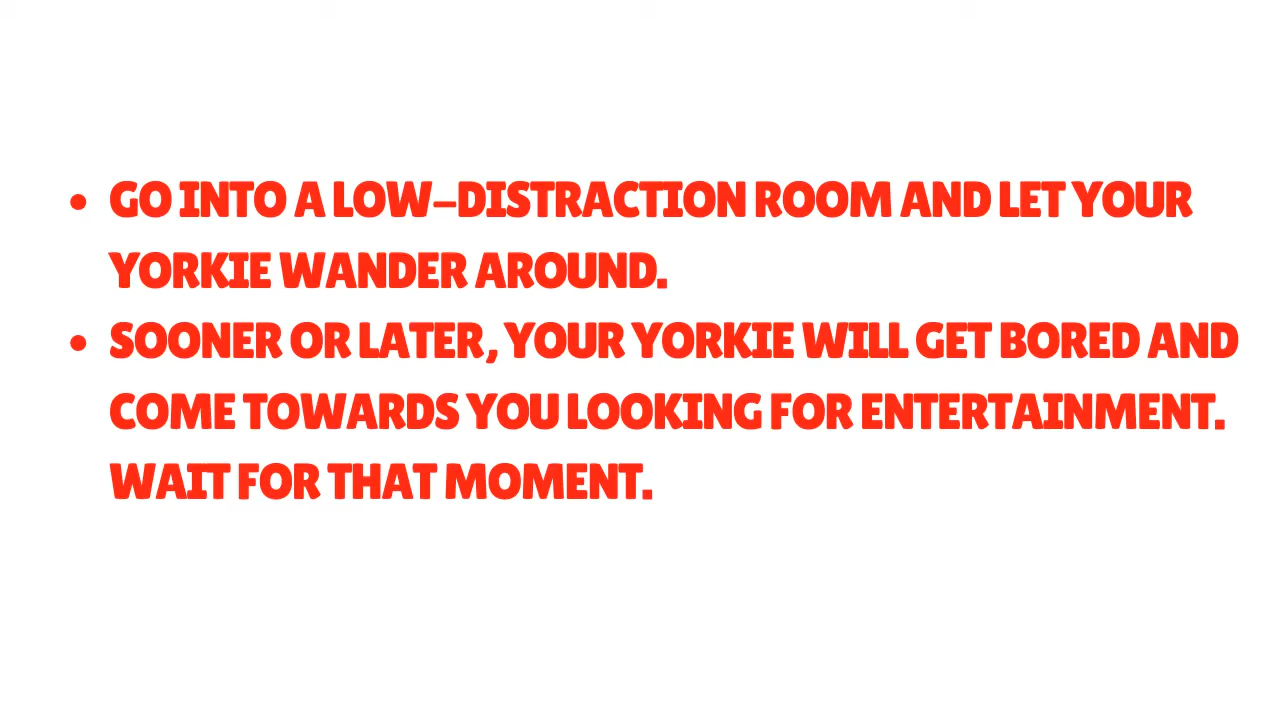 • GO INTO A LOW-DISTRACTION ROOM AND LET YOUR
YORKIE WANDER AROUND.
• SOONER OR LATER, YOUR YORKIE WILL GET BORED AND
COME TOWARDS YOU LOOKING FOR ENTERTAINMENT.
WAIT FOR THAT MOMENT.